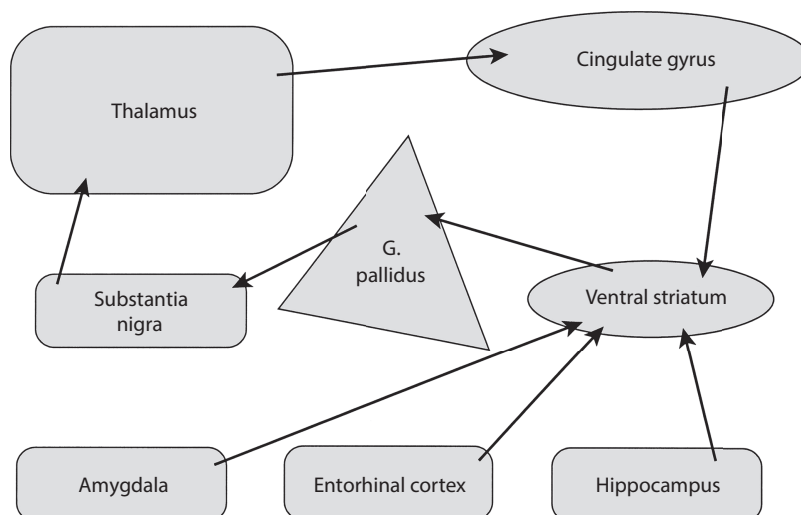 Cingulate gyrus
Thalamus
G.
pallidus
Substantia
nigra
Ventral striatum
Amygdala
Entorhinal cortex
Hippocampus